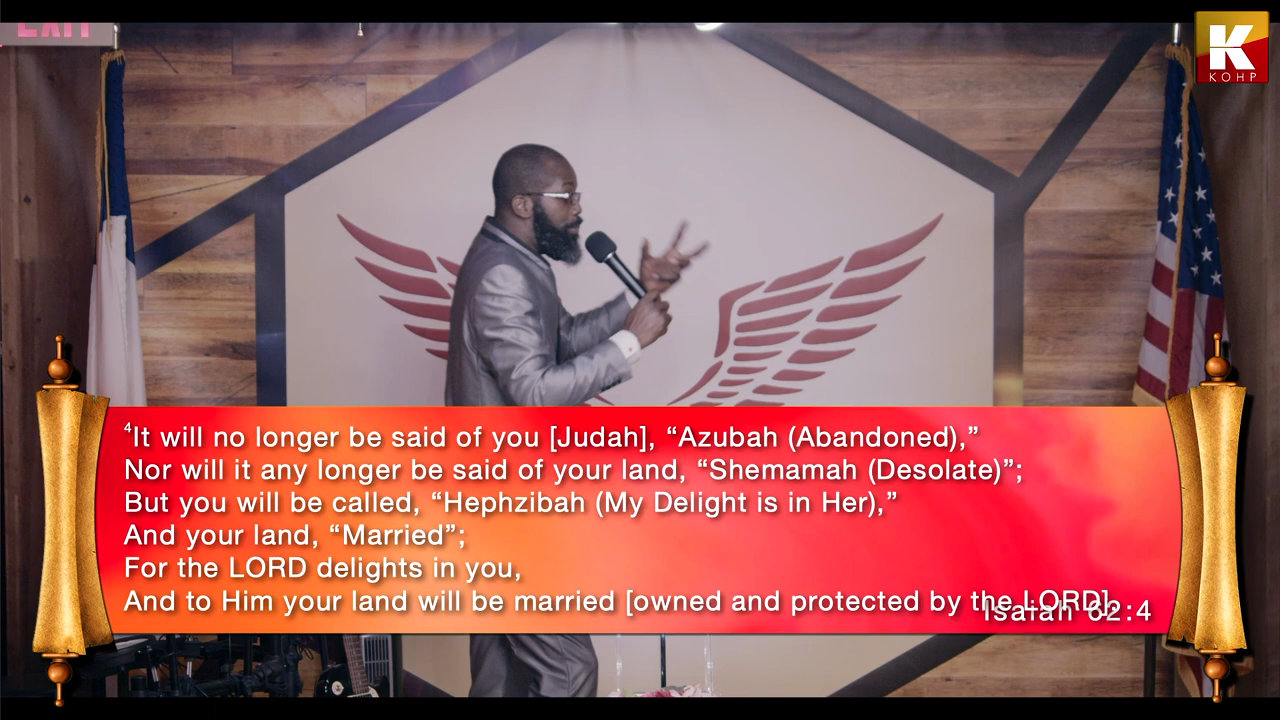 EXIT
K
KOHP
⁴It will no longer be said of you [Judah], “Azubah (Abandoned),”
Nor will it any longer be said of your land, “Shemamah (Desolate)”;
But you will be called, “Hephzibah (My Delight is in Her),”
And your land, “Married”;
For the LORD delights in you,
And to Him your land will be married [owned and protected by the LORD].
Isaiah 62:4